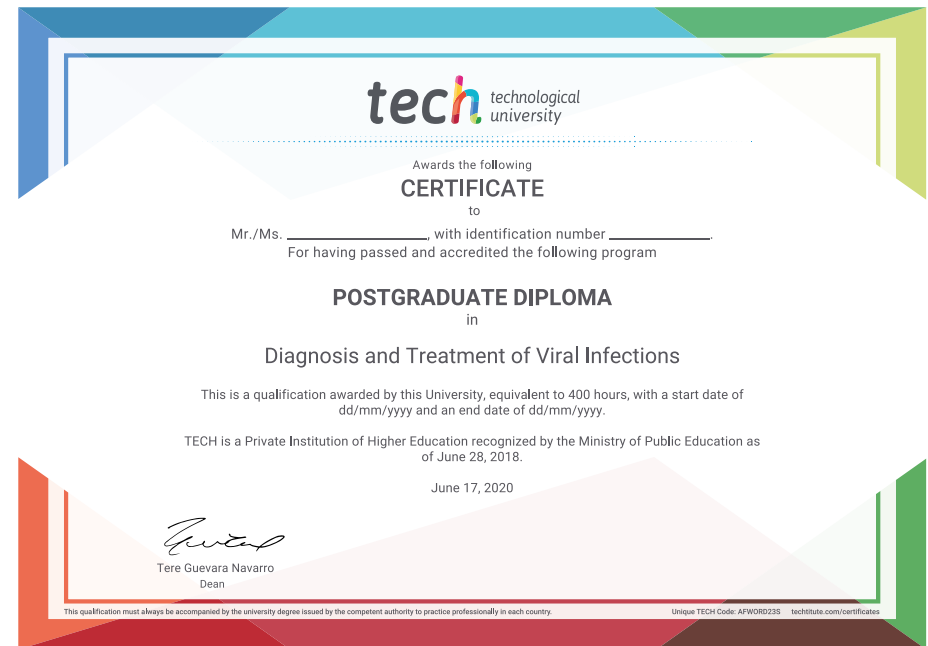 tech technological
university
Awards the following
CERTIFICATE
to
Mr./Ms. ____________________, with identification number ______________.
For having passed and accredited the following program
POSTGRADUATE DIPLOMA
in
Diagnosis and Treatment of Viral Infections
This is a qualification awarded by this University, equivalent to 400 hours, with a start date of
dd/mm/yyyy and an end date of dd/mm/yyyy.
TECH is a Private Institution of Higher Education recognized by the Ministry of Public Education as
of June 28, 2018.
June 17, 2020
Tere Guevara Navarro
Dean
This qualification must always be accompanied by the university degree issued by the competent authority to practice professionally in each country. Unique TECH Code: AFWORD23S techtitute.com/certificates